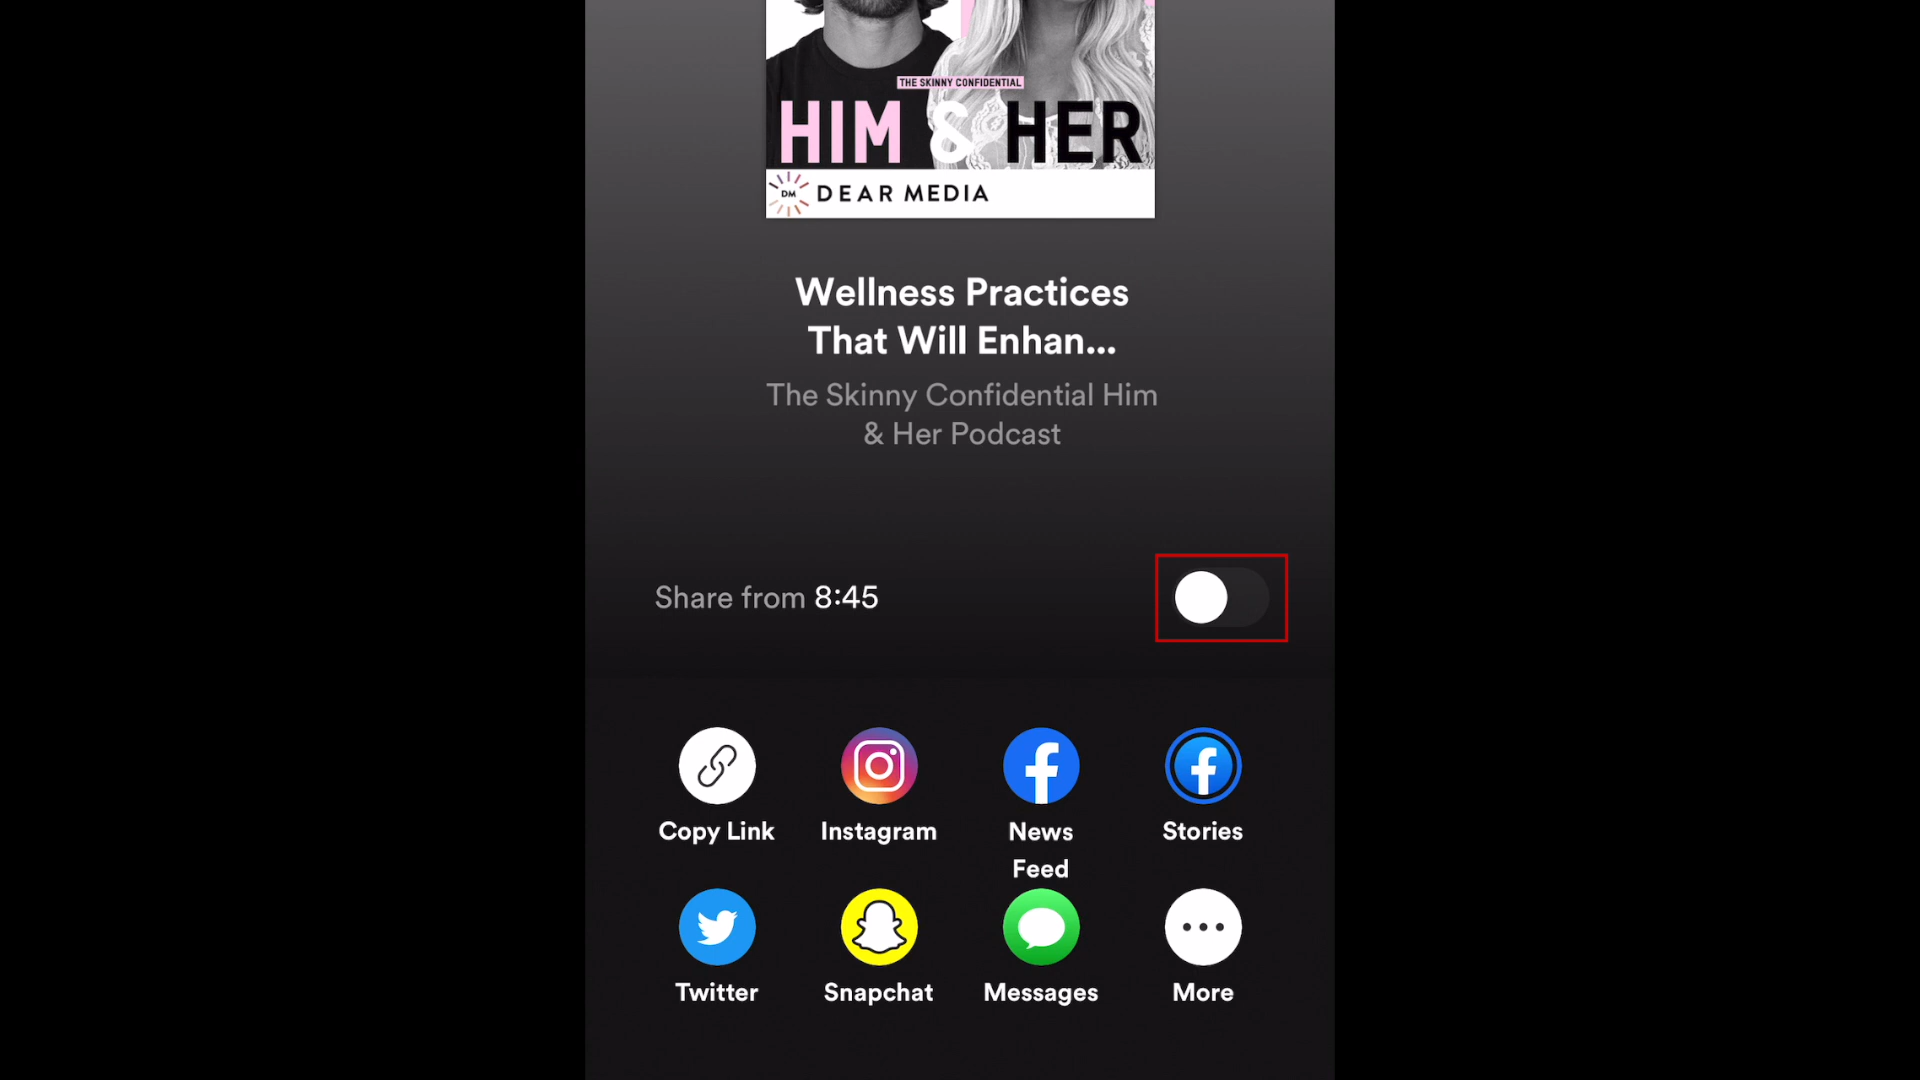 THE SKINNY CONFIDENTIAL
HIM & HER
DM DEAR MEDIA
Wellness Practices
That Will Enhan...
The Skinny Confidential Him
& Her Podcast
Share from 8:45
Copy Link Instagram News Feed Stories
Twitter Snapchat Messages More